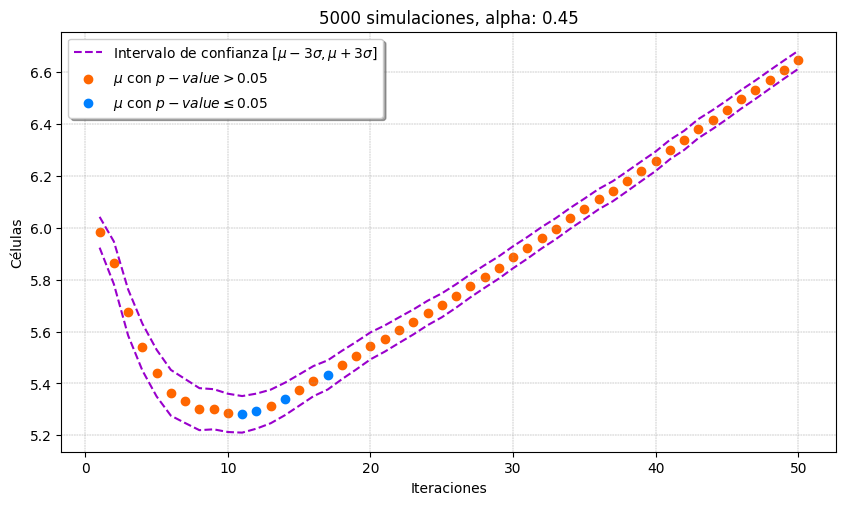 5000 simulaciones, alpha: 0.45
Intervalo de confianza [μ − 3σ, μ + 3σ]
μ con p − value > 0.05
μ con p − value ≤ 0.05
Células
6.6
6.4
6.2
6.0
5.8
5.6
5.4
5.2
0 10 20 30 40 50
Iteraciones